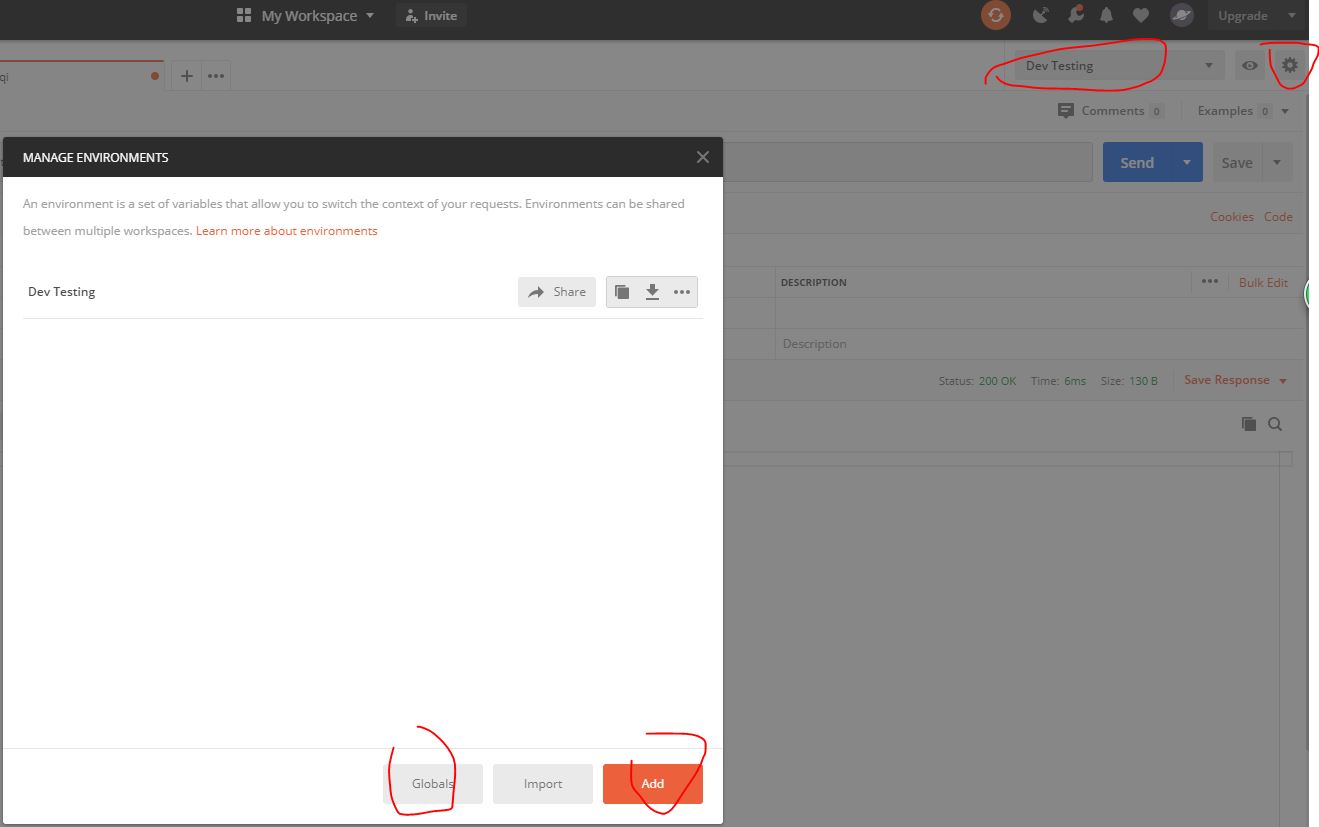 My Workspace
Invite
Upgrade
qi
Dev Testing
Comments 0
Examples 0
MANAGE ENVIRONMENTS
Send
Save
An environment is a set of variables that allow you to switch the context of your requests. Environments can be shared
between multiple workspaces. Learn more about environments
Cookies Code
Dev Testing
Share
DESCRIPTION
Bulk Edit
Description
Status: 200 OK Time: 6ms Size: 130 B Save Response
Globals
Import
Add